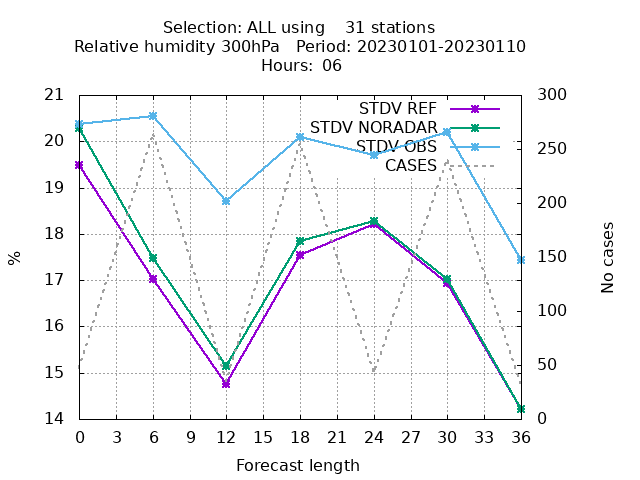 Selection: ALL using    31 stations
Relative humidity 300hPa   Period: 20230101-20230110
Hours: 06
21
20
19
18
17
16
15
14
300
250
200
150
100
50
0
%
No cases
STDV REF
STDV NORADAR
STDV OBS
CASES
0 3 6 9 12 15 18 21 24 27 30 33 36
Forecast length